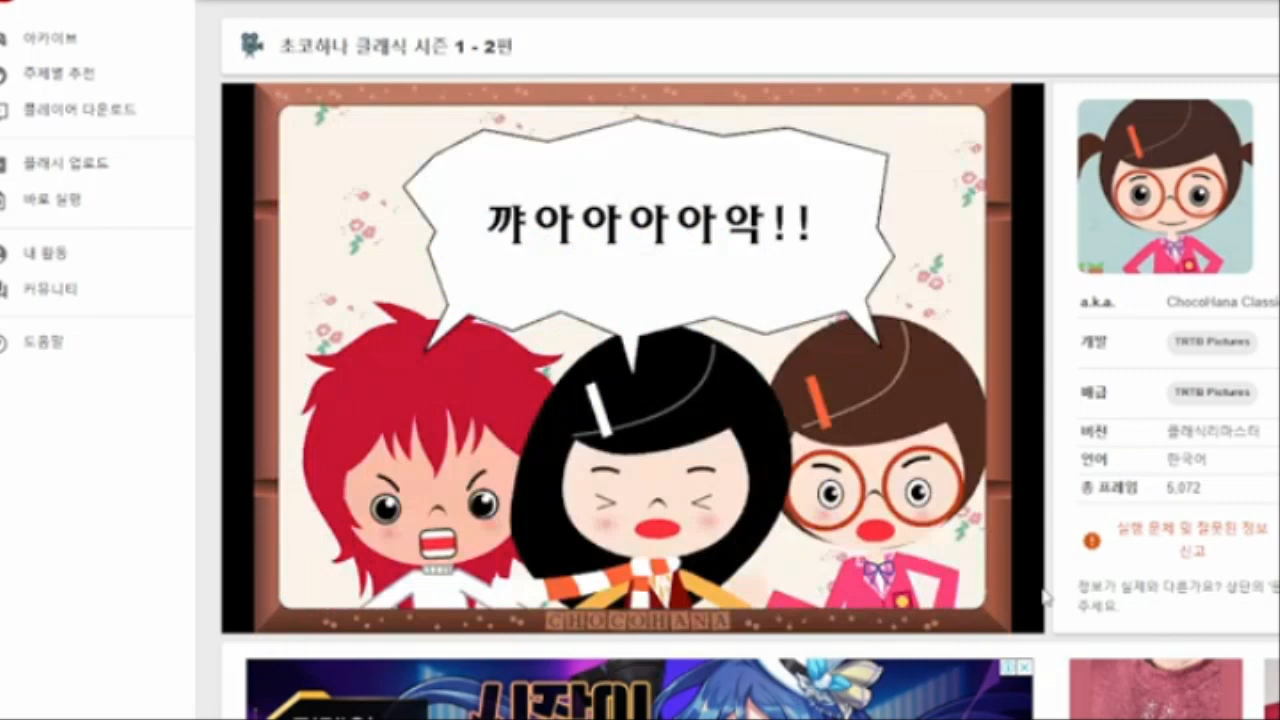 아카이브
주제별 추천
플레이어 다운로드
플래시 업로드
바로 실행
내 활동
커뮤니티
도움말
초코하나 클래식 시즌 1 - 2편
꺄아아아아악!!
CHOCOHANA
a.k.a. ChocoHana Classi
개발 TRTB Pictures
배급 TRTB Pictures
버전 클래식리마스터
언어 한국어
총 프레임 5,072
실행 문제 및 잘못된 정보
신고
정보가 실제와 다른가요? 상단의
주세요.
시작이